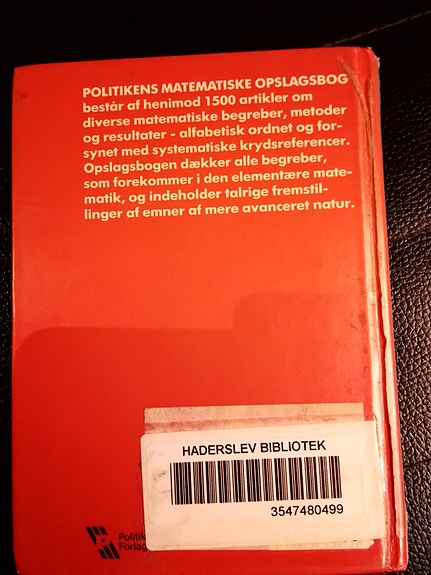 POLITIKENS MATEMATISKE OPSLAGSBOG
består af henimod 1500 artikler om
diverse matematiske begreber, metoder
og resultater - alfabetisk ordnet og for-
synet med systematiske krydsreferencer.
Opslagsbogen dækker alle begreber,
som forekommer i den elementære mate-
matik, og indeholder talrige fremstil-
linger af emner af mere avanceret natur.
HADERSLEV BIBLIOTEK
3547480499
Politik
Forlag